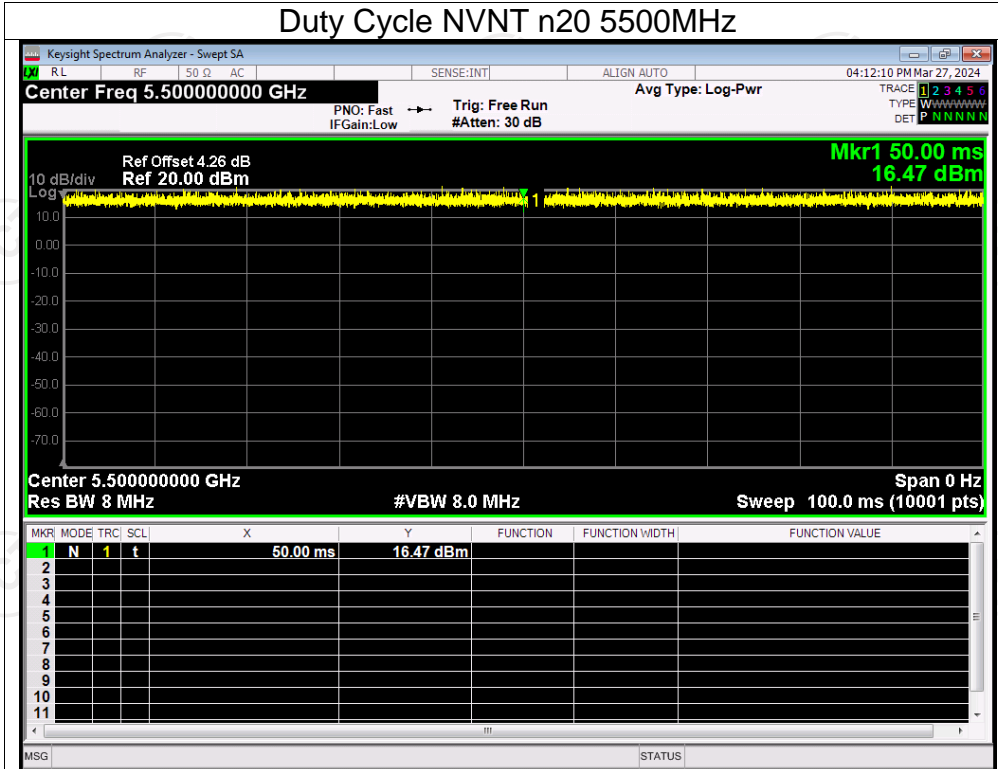 Duty Cycle NVNT n20 5500MHz
Keysight Spectrum Analyzer - Swept SA
LXI RL RF 50 Ω AC SENSE:INT ALIGN AUTO 04:12:10 PM Mar 27, 2024
Center Freq 5.500000000 GHz Avg Type: Log-Pwr TRACE 1 2 3 4 5 6
PNO: Fast Trig: Free Run TYPE WWWWWW
IFGain:Low #Atten: 30 dB DET P N N N N N
Mkr1 50.00 ms
Ref Offset 4.26 dB
10 dB/div Ref 20.00 dBm 16.47 dBm
Log
1
10.0
0.00
-10.0
-20.0
-30.0
-40.0
-50.0
-60.0
-70.0
Center 5.500000000 GHz Span 0 Hz
Res BW 8 MHz #VBW 8.0 MHz Sweep 100.0 ms (10001 pts)
MKR MODE TRC SCL X Y FUNCTION FUNCTION WIDTH FUNCTION VALUE
1 N 1 t 50.00 ms 16.47 dBm
2
3
4
5
6
7
8
9
10
11
MSG STATUS